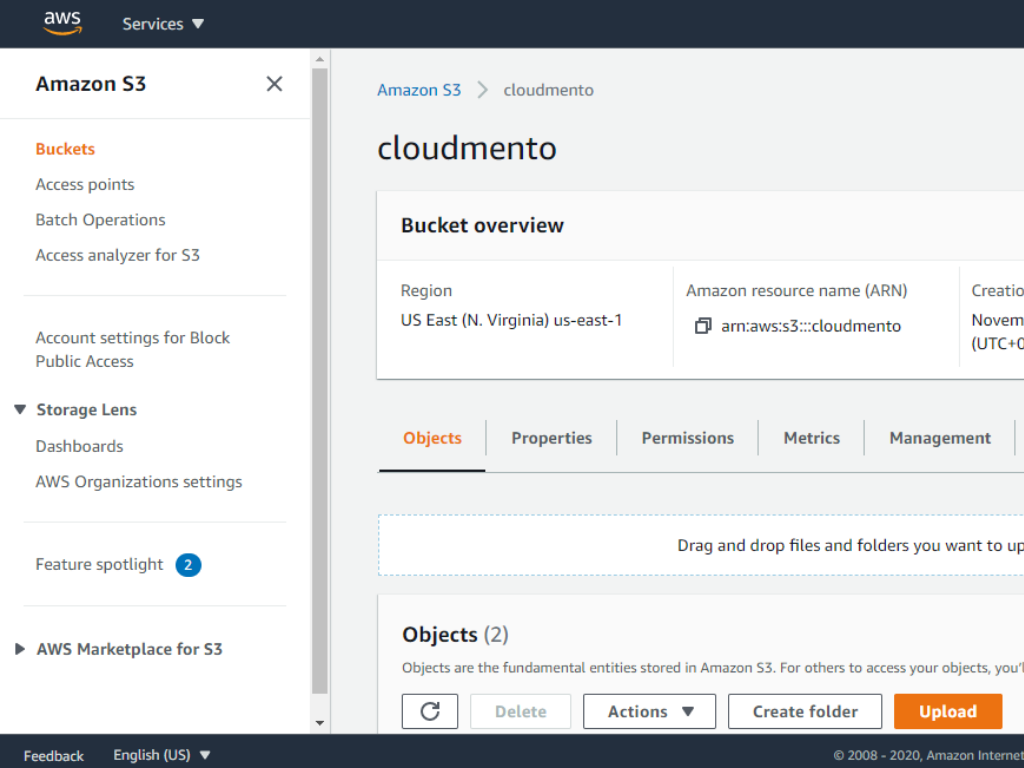 aws
Services
Amazon S3
Buckets
Access points
Batch Operations
Access analyzer for S3
Account settings for Block
Public Access
Storage Lens
Dashboards
AWS Organizations settings
Feature spotlight 2
AWS Marketplace for S3
Amazon S3 cloudmento
cloudmento
Bucket overview
Region
US East (N. Virginia) us-east-1
Amazon resource name (ARN)
arn:aws:s3:::cloudmento
Creatio
Novem
(UTC+0
Objects Properties Permissions Metrics Management
Drag and drop files and folders you want to up
Objects (2)
Objects are the fundamental entities stored in Amazon S3. For others to access your objects, you'l
Delete Actions Create folder Upload
Feedback English (US) © 2008 - 2020, Amazon Internet